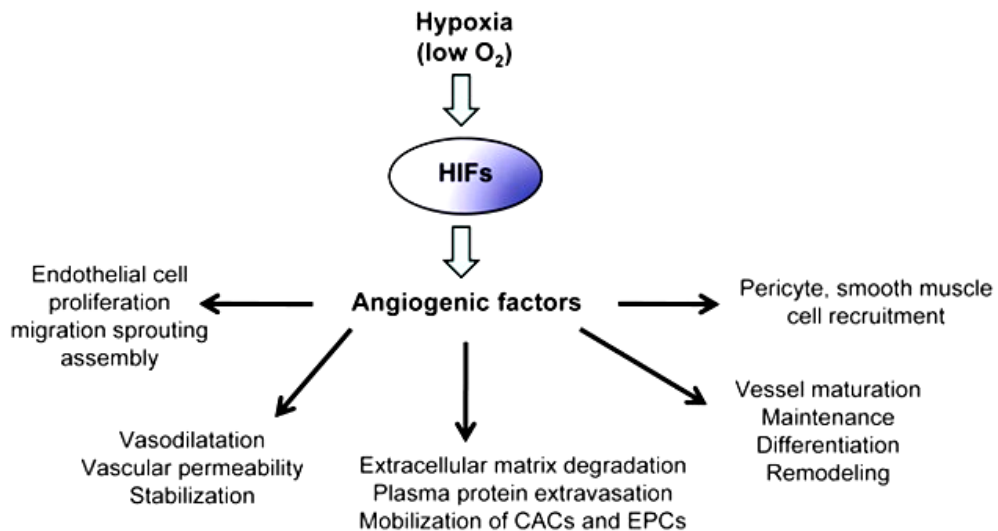 Hypoxia
(low O₂)
HIFs
Angiogenic factors
Endothelial cell
proliferation
migration sprouting
assembly
Pericyte, smooth muscle
cell recruitment
Vasodilatation
Vascular permeability
Stabilization
Extracellular matrix degradation
Plasma protein extravasation
Mobilization of CACs and EPCs
Vessel maturation
Maintenance
Differentiation
Remodeling